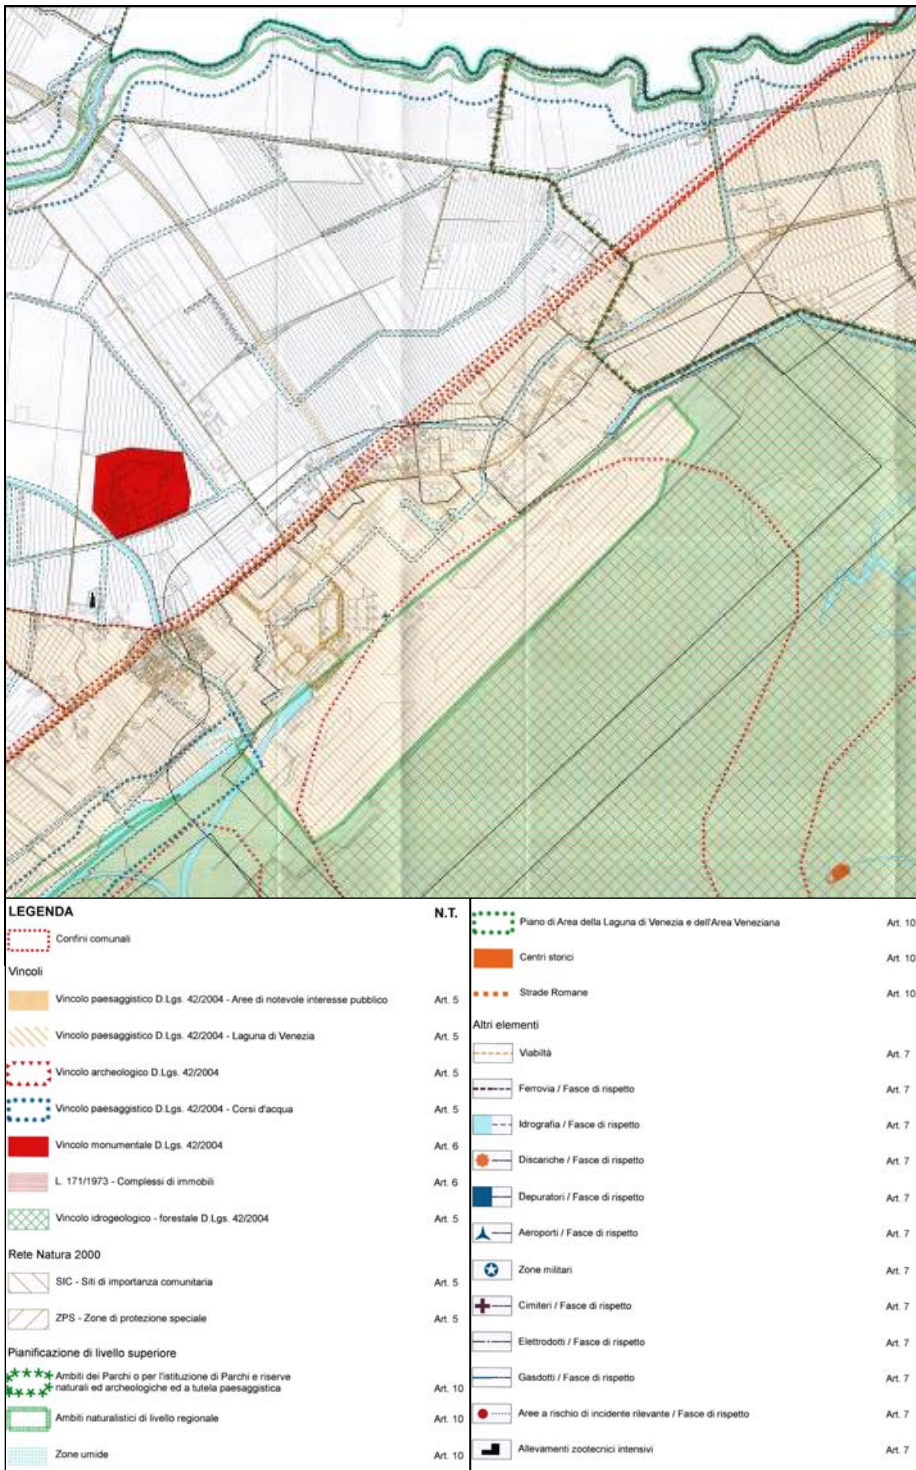 LEGENDA
N.T.
Confini comunali
Vincoli
Vincolo paesaggistico D.Lgs. 42/2004 - Aree di notevole interesse pubblico Art. 5
Vincolo paesaggistico D.Lgs. 42/2004 - Laguna di Venezia Art. 5
Vincolo archeologico D.Lgs. 42/2004 Art. 5
Vincolo paesaggistico D.Lgs. 42/2004 - Corsi d'acqua Art. 5
Vincolo monumentale D.Lgs. 42/2004 Art. 6
L. 171/1973 - Complessi di immobili Art. 6
Vincolo idrogeologico - forestale D.Lgs. 42/2004 Art. 5
Rete Natura 2000
SIC - Siti di importanza comunitaria Art. 5
ZPS - Zone di protezione speciale Art. 5
Pianificazione di livello superiore
Ambiti dei Parchi o per l'istituzione di Parchi e riserve
naturali ed archeologiche ed a tutela paesaggistica Art. 10
Ambiti naturalistici di livello regionale Art. 10
Zone umide Art. 10
Piano di Area della Laguna di Venezia e dell'Area Veneziana Art. 10
Centri storici Art. 10
Strade Romane Art. 10
Altri elementi
Viabiltà Art. 7
Ferrovia / Fasce di rispetto Art. 7
Idrografia / Fasce di rispetto Art. 7
Discariche / Fasce di rispetto Art. 7
Depuratori / Fasce di rispetto Art. 7
Aeroporti / Fasce di rispetto Art. 7
Zone militari Art. 7
Cimiteri / Fasce di rispetto Art. 7
Elettrodotti / Fasce di rispetto Art. 7
Gasdotti / Fasce di rispetto Art. 7
Aree a rischio di incidente rilevante / Fasce di rispetto Art. 7
Allevamenti zootecnici intensivi Art. 7